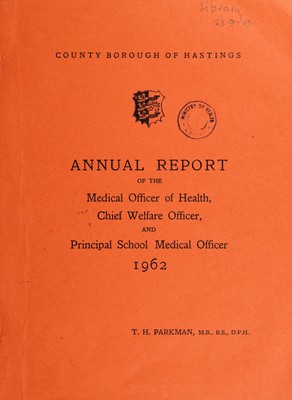 Library
COUNTY BOROUGH OF HASTINGS
MINISTRY OF HEALTH
ANNUAL REPORT
OF THE
Medical Officer of Health,
Chief Welfare Officer,
AND
Principal School Medical Officer
1962
T. H. PARKMAN, M.B., B.S., D.P.H.